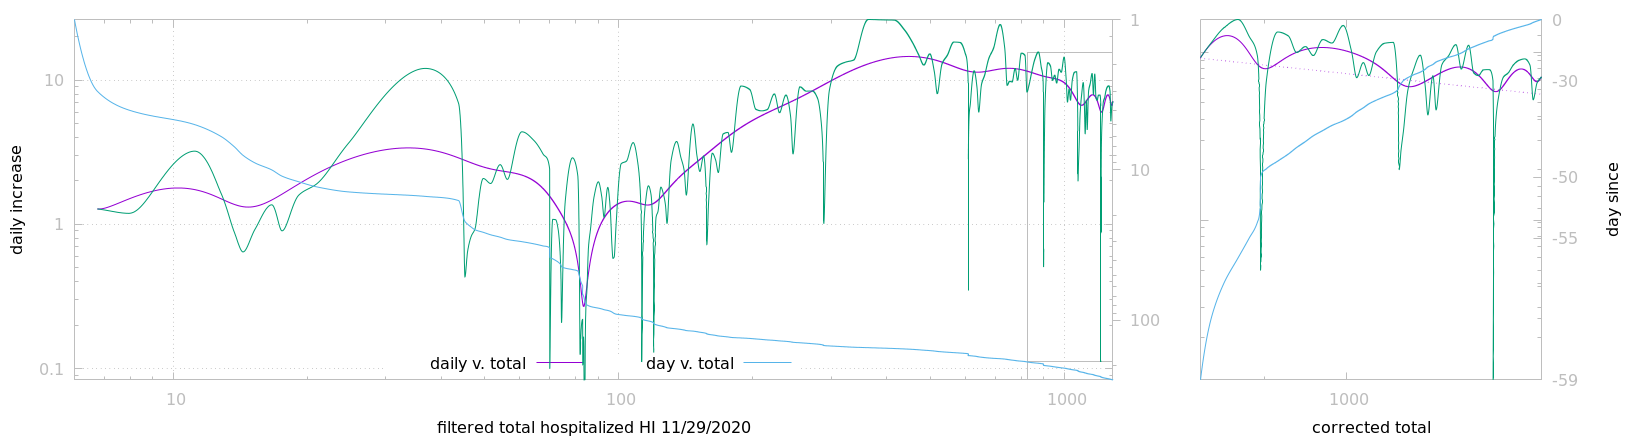 daily increase
10
1
0.1
daily v. total
day v. total
10
100
1000
filtered total hospitalized HI 11/29/2020
1
10
100
0
-30
-50
-55
-59
day since
1000
corrected total